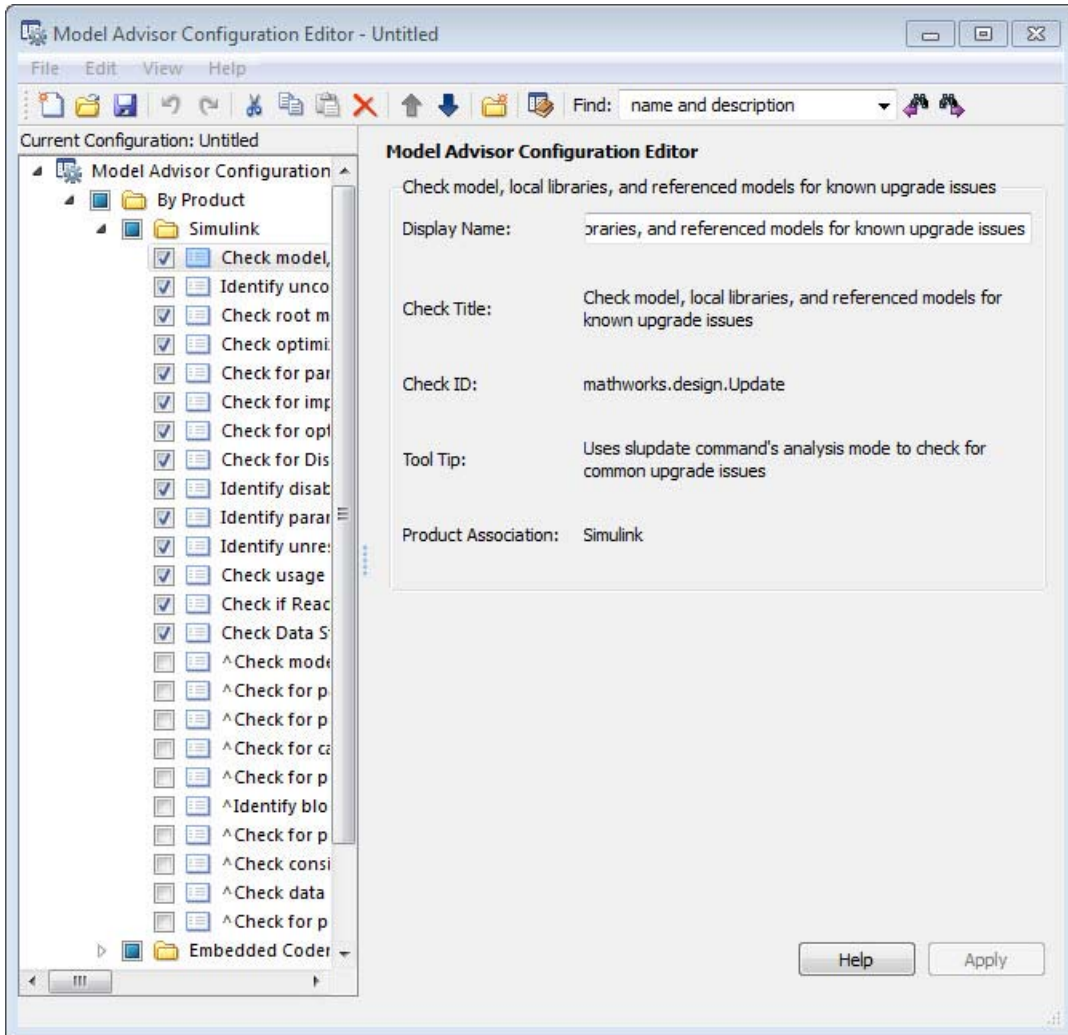 Model Advisor Configuration Editor - Untitled
File Edit View Help
Find: name and description
Current Configuration: Untitled
Model Advisor Configuration
By Product
Simulink
Check model,
Identify unco
Check root m
Check optimi
Check for par
Check for imp
Check for opt
Check for Dis
Identify disab
Identify parar
Identify unre
Check usage
Check if Reac
Check Data S
^Check mode
^Check for p
^Check for p
^Check for ca
^Check for p
^Identify blo
^Check for p
^Check consi
^Check data
^Check for p
Embedded Coder
Model Advisor Configuration Editor
Check model, local libraries, and referenced models for known upgrade issues
Display Name: braries, and referenced models for known upgrade issues
Check Title: Check model, local libraries, and referenced models for
known upgrade issues
Check ID: mathworks.design.Update
Tool Tip: Uses slupdate command's analysis mode to check for
common upgrade issues
Product Association: Simulink
Help Apply